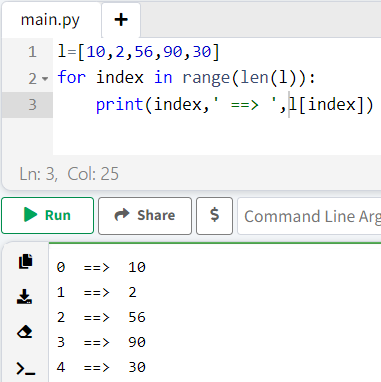 main.py +
1 l=[10,2,56,90,30]
2 for index in range(len(l)):
3     print(index,' ==> ',l[index])
Ln: 3, Col: 25
Run Share $ Command Line Arg
0  ==>  10
1  ==>  2
2  ==>  56
3  ==>  90
4  ==>  30